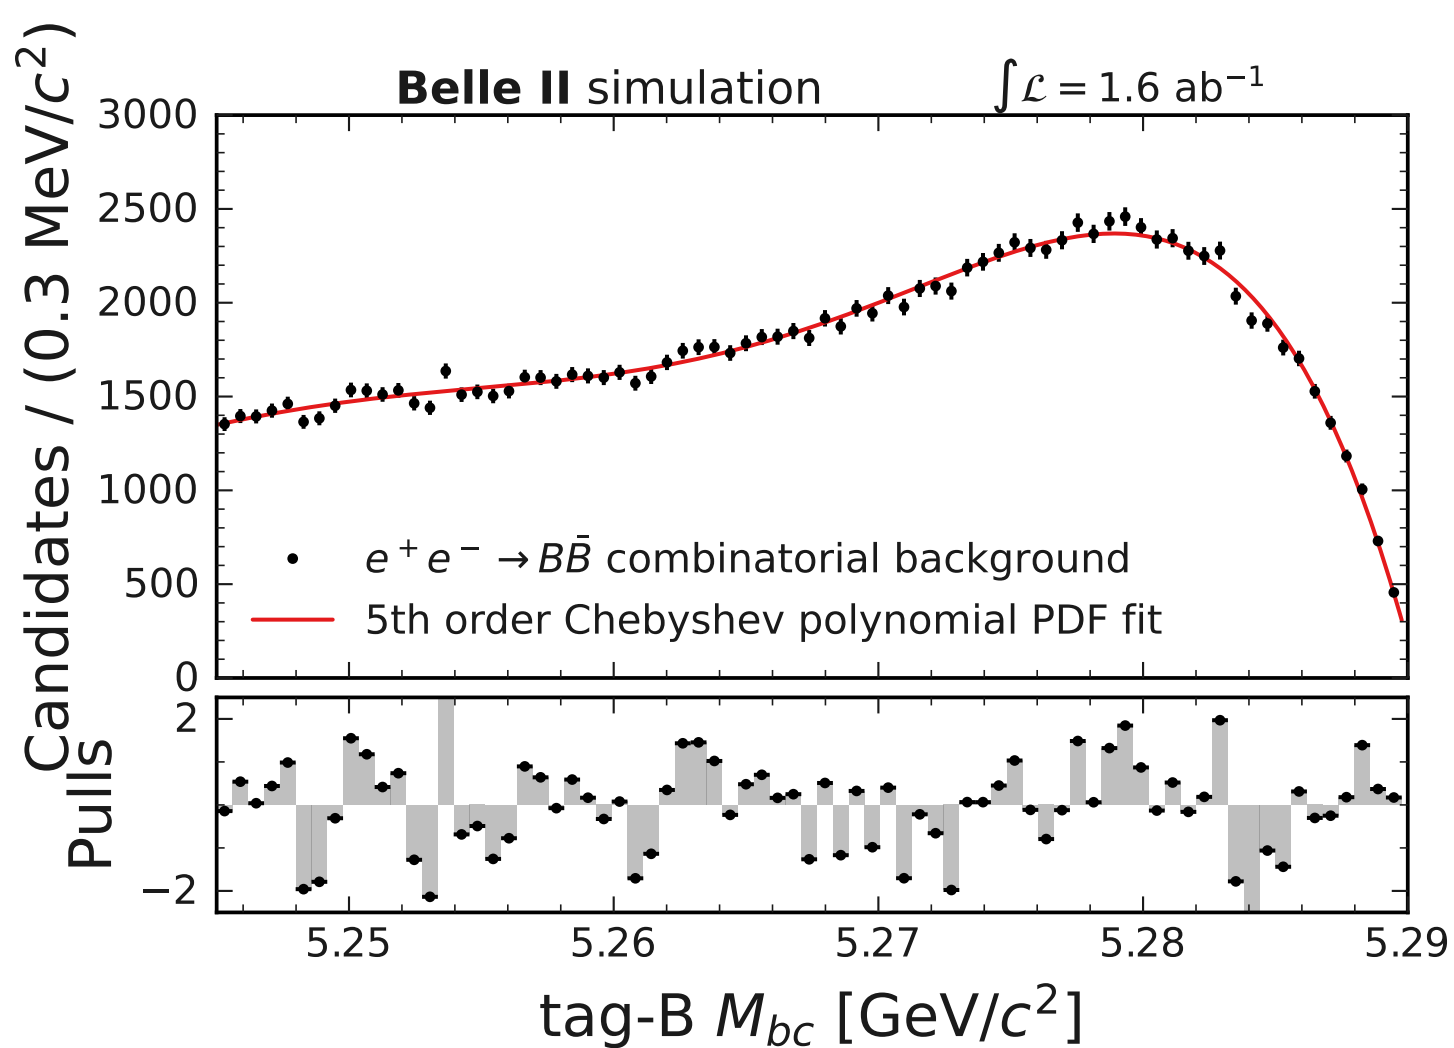 Belle II simulation
∫ℒ = 1.6 ab⁻¹
Candidates / (0.3 MeV/c²)
3000
2500
2000
1500
1000
500
0
e⁺e⁻ → BB̄ combinatorial background
5th order Chebyshev polynomial PDF fit
Pulls
2
−2
5.25 5.26 5.27 5.28 5.29
tag-B M_bc [GeV/c²]